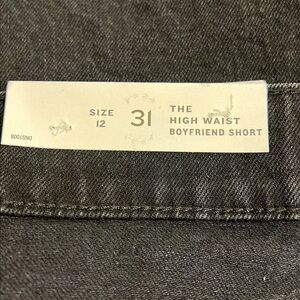 SIZE
12
31
THE
HIGH WAIST
BOYFRIEND SHORT